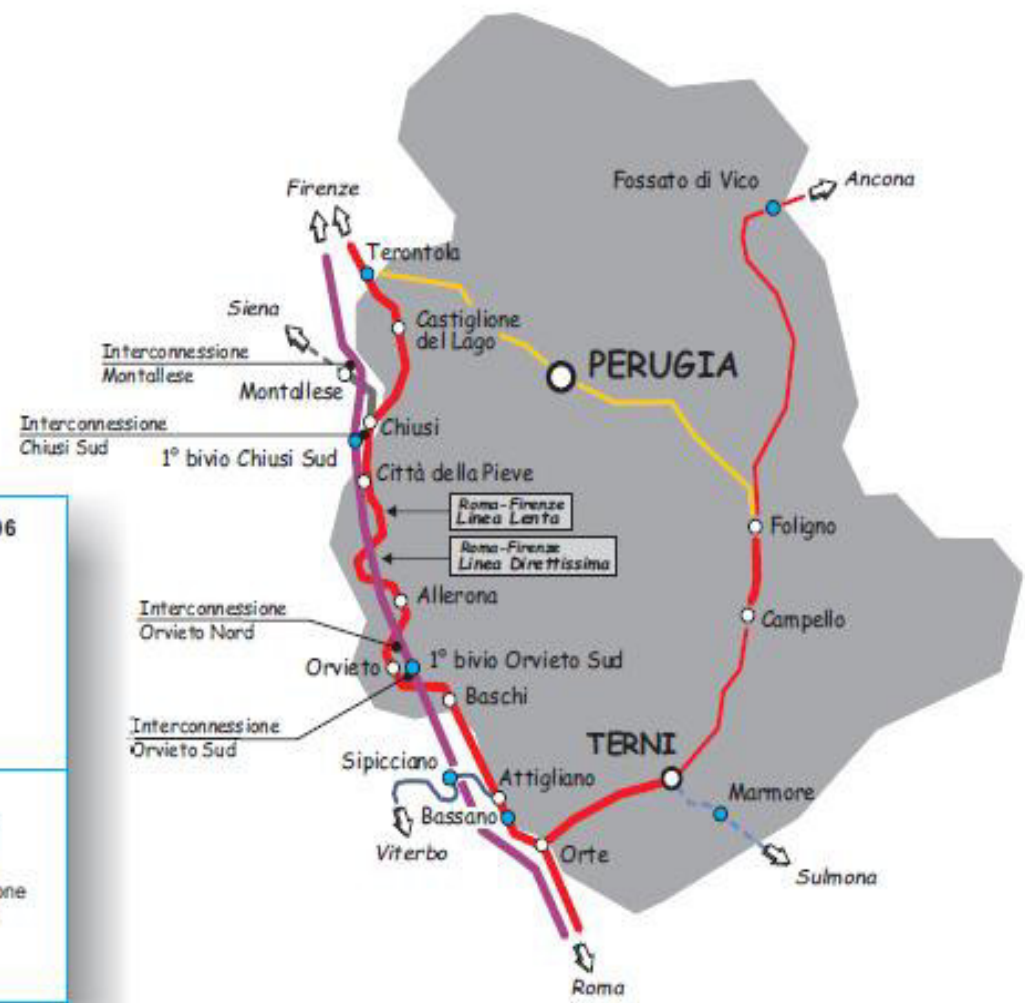 Fossato di Vico
Ancona
Firenze
Terontola
Siena
Castiglione
del Lago
PERUGIA
Interconnessione
Montallese
Montallese
Interconnessione
Chiusi Sud
Chiusi
1° bivio Chiusi Sud
Città della Pieve
Roma-Firenze
Linea Lenta
Foligno
Roma-Firenze
Linea Direttissima
Allerona
Campello
Interconnessione
Orvieto Nord
Orvieto
1° bivio Orvieto Sud
Baschi
Interconnessione
Orvieto Sud
TERNI
Sipicciano
Attigliano
Marmore
Bassano
Viterbo
Orte
Sulmona
Roma